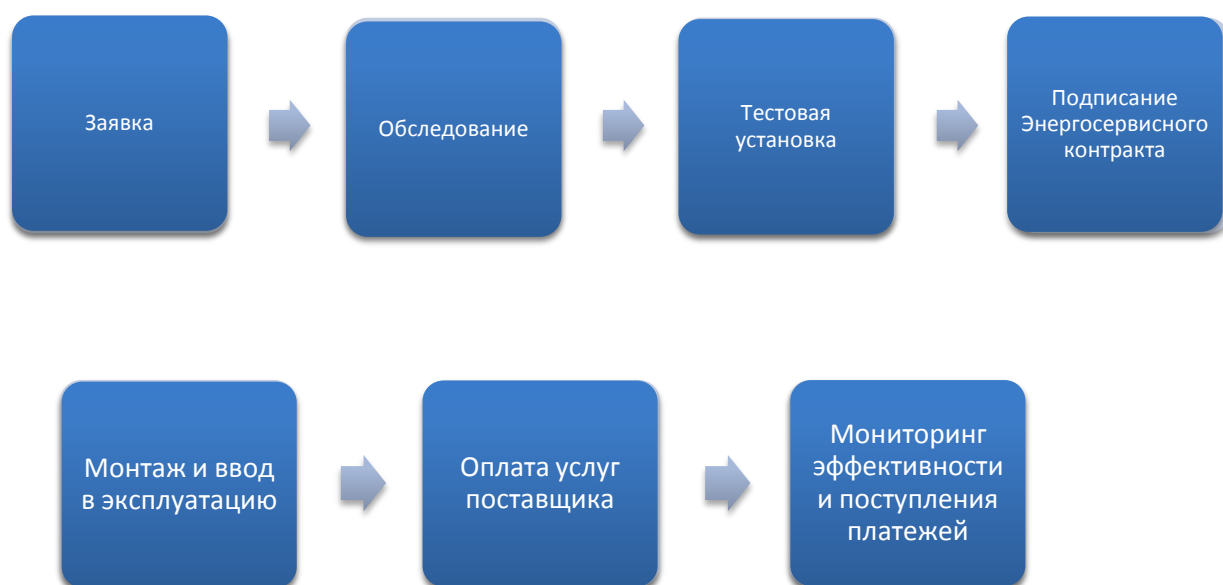 Заявка
Обследование
Тестовая
установка
Подписание
Энергосервисного
контракта
Монтаж и ввод
в эксплуатацию
Оплата услуг
поставщика
Мониторинг
эффективности
и поступления
платежей